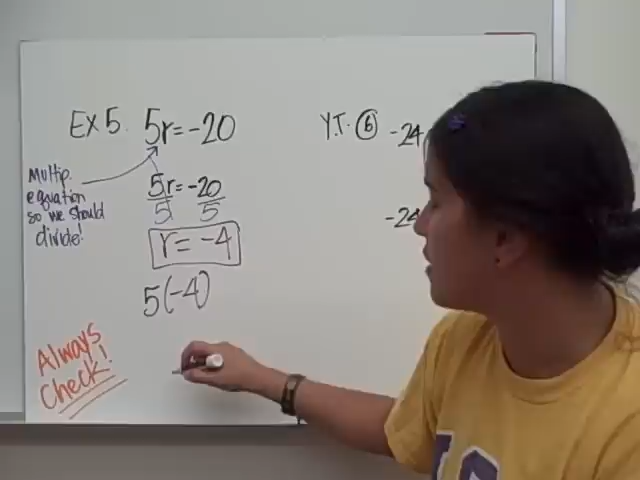 EX 5. 5r = -20
Multip.
equation
so we should
divide!
5r = -20
5 5
r = -4
5(-4)
Always
Check!
Y.T. 6 -24
-24